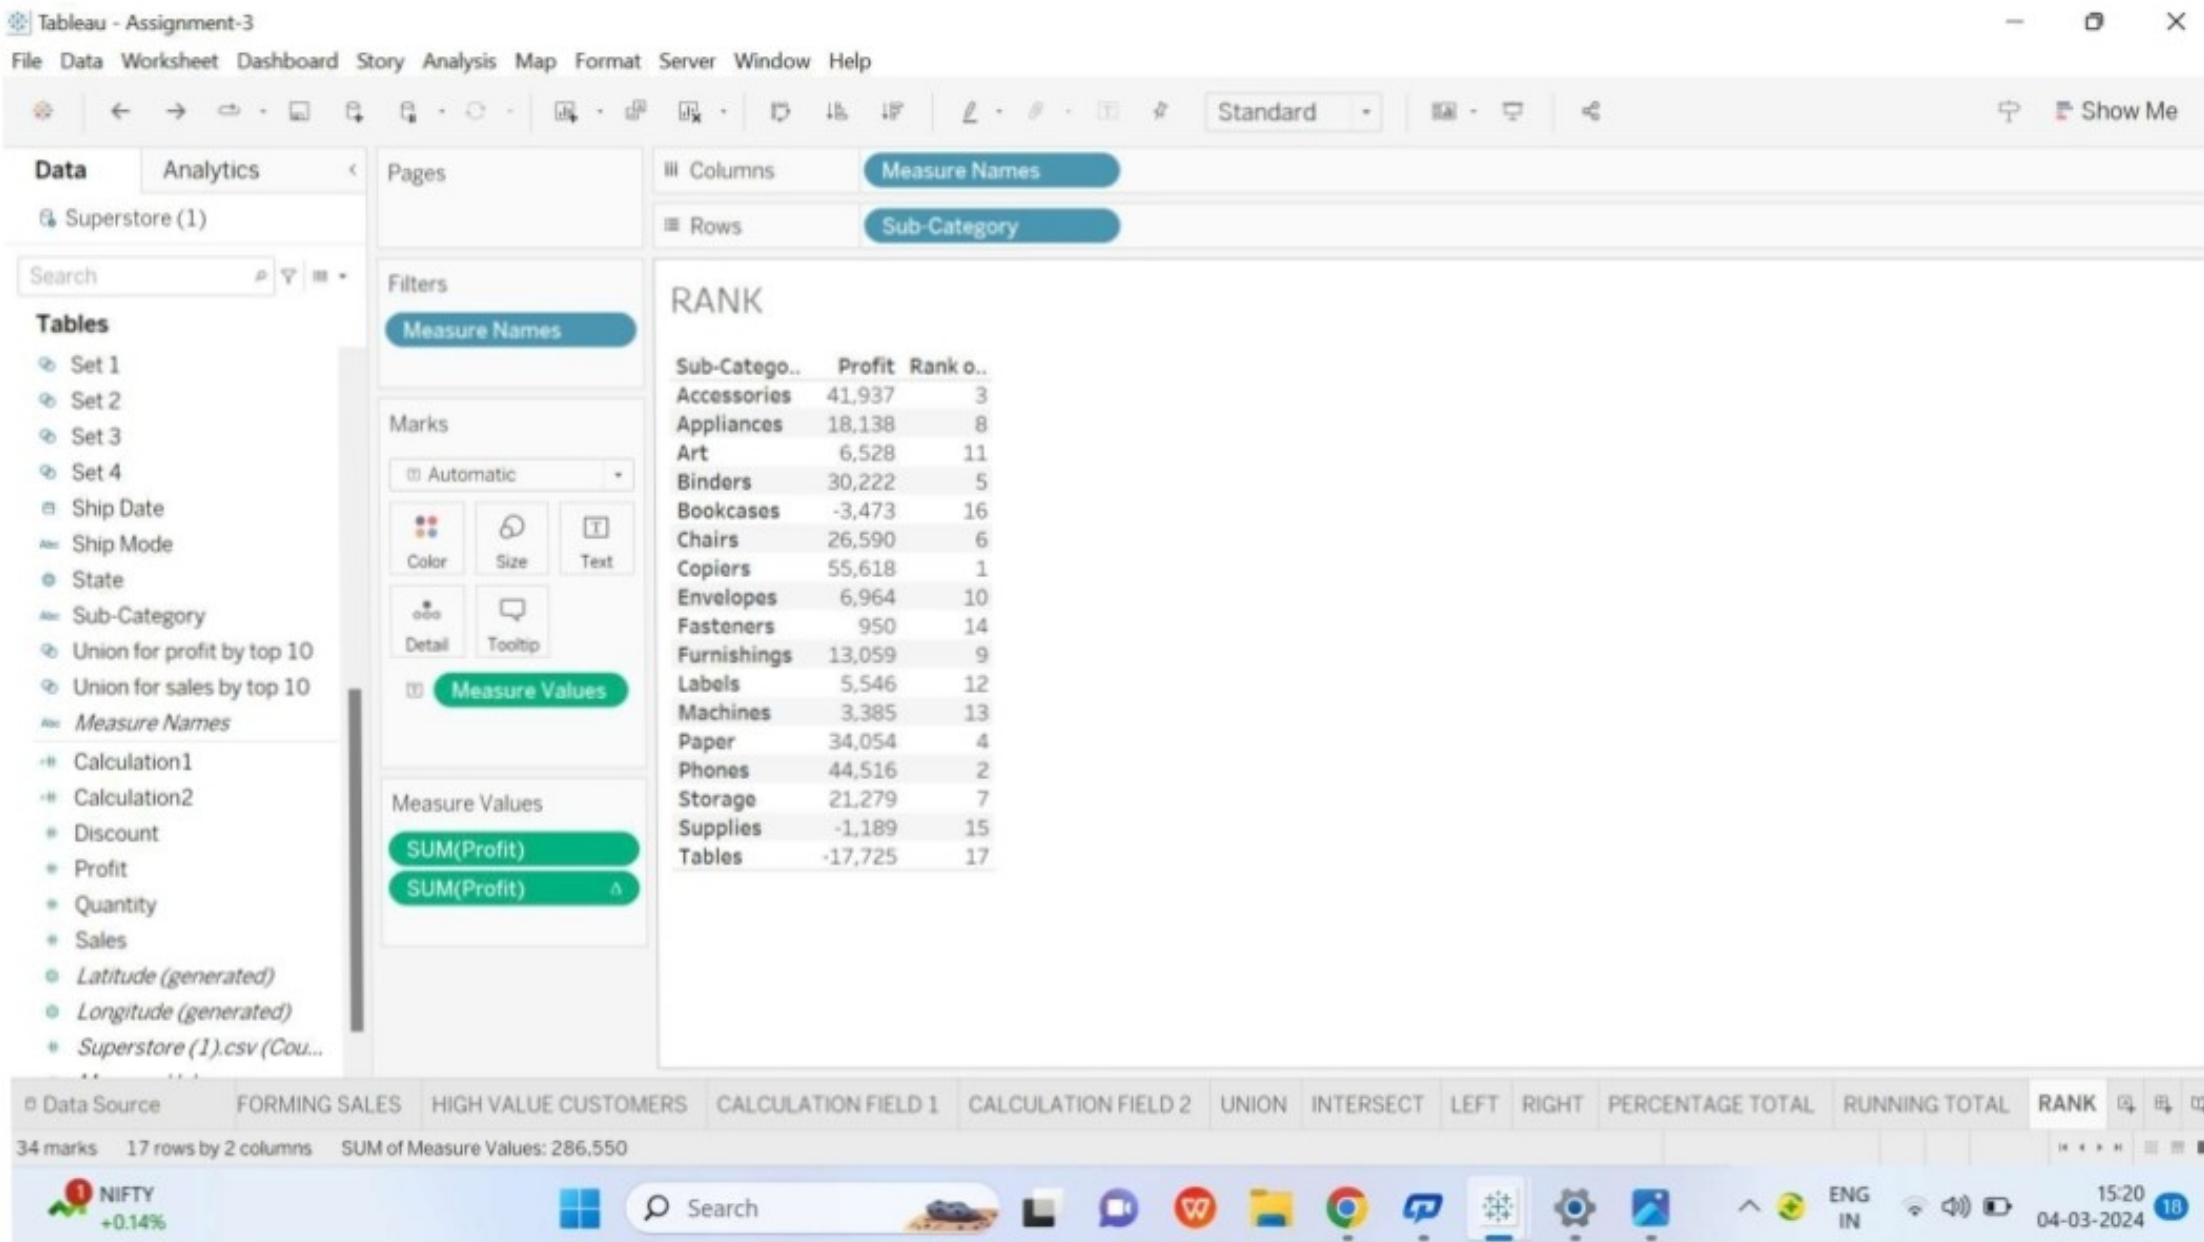 Tableau - Assignment-3
File Data Worksheet Dashboard Story Analysis Map Format Server Window Help
Standard
Show Me
Data Analytics
Superstore (1)
Search
Tables
Set 1
Set 2
Set 3
Set 4
Ship Date
Abc Ship Mode
State
Abc Sub-Category
Union for profit by top 10
Union for sales by top 10
Abc Measure Names
Calculation1
Calculation2
Discount
Profit
Quantity
Sales
Latitude (generated)
Longitude (generated)
Superstore (1).csv (Cou...
Pages
Filters
Measure Names
Marks
Automatic
Color Size Text
Detail Tooltip
Measure Values
Measure Values
SUM(Profit)
SUM(Profit) Δ
Columns Measure Names
Rows Sub-Category
RANK
Sub-Catego.. Profit Rank o..
Accessories 41,937 3
Appliances 18,138 8
Art 6,528 11
Binders 30,222 5
Bookcases -3,473 16
Chairs 26,590 6
Copiers 55,618 1
Envelopes 6,964 10
Fasteners 950 14
Furnishings 13,059 9
Labels 5,546 12
Machines 3,385 13
Paper 34,054 4
Phones 44,516 2
Storage 21,279 7
Supplies -1,189 15
Tables -17,725 17
Data Source FORMING SALES HIGH VALUE CUSTOMERS CALCULATION FIELD 1 CALCULATION FIELD 2 UNION INTERSECT LEFT RIGHT PERCENTAGE TOTAL RUNNING TOTAL RANK
34 marks 17 rows by 2 columns SUM of Measure Values: 286,550
1 NIFTY
+0.14%
Search
ENG
IN
15:20
04-03-2024
18